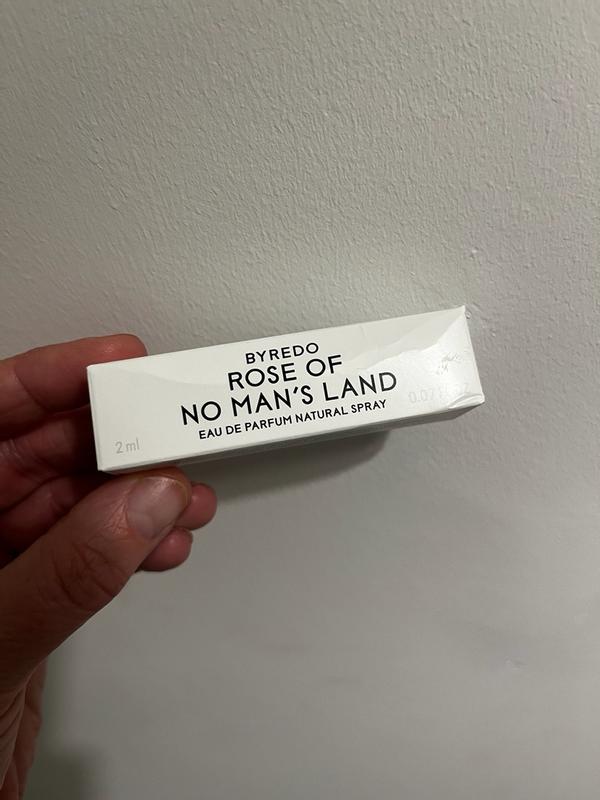 BYREDO
ROSE OF
NO MAN'S LAND
EAU DE PARFUM NATURAL SPRAY
2 ml